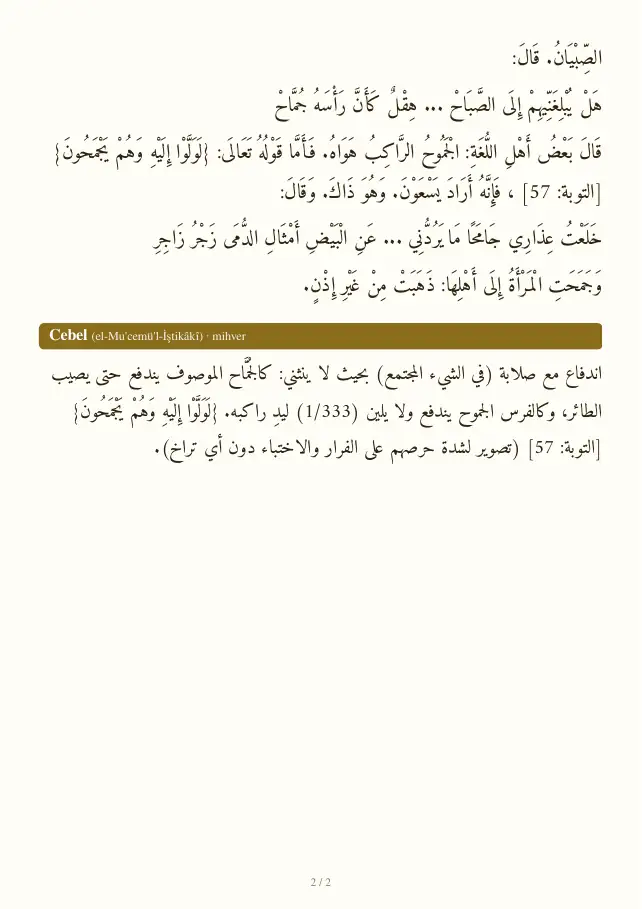 الصِّبْيَانُ. قَالَ:
هَلْ يُبْلِغَنِّيهِمْ إِلَى الصَّبَاحْ ... هِقْلٌ كَأَنَّ رَأْسَهُ جُمَّاحْ
قَالَ بَعْضُ أَهْلِ اللُّغَةِ: الْجَمُوحُ الرَّاكِبُ هَوَاهُ. فَأَمَّا قَوْلُهُ تَعَالَى: {لَوَلَّوْا إِلَيْهِ وَهُمْ يَجْمَحُونَ}
[التوبة: 57] ، فَإِنَّهُ أَرَادَ يَسْعَوْنَ. وَهُوَ ذَاكَ. وَقَالَ:
خَلَعْتُ عِذَارِي جَامَحًا مَا يَرُدُّنِي ... عَنِ الْبَيْضِ أَمْثَالِ الدُّمَى زَجْرُ زَاجِرِ
وَجَمَحَتِ الْمَرْأَةُ إِلَى أَهْلِهَا: ذَهَبَتْ مِنْ غَيْرِ إِذْنٍ.
Cebel (el-Mu'cemü'l-İştikâkî) · mihver
اندفاع مع صلابة (في الشيء المجتمع) بحيث لا ينثني: كالجُمَّاح الموصوف يندفع حتى يصيب
الطائر، وكالفرس الجموح يندفع ولا يلين (1/333) ليدِ راكبه. {لَوَلَّوْا إِلَيْهِ وَهُمْ يَجْمَحُونَ}
[التوبة: 57] (تصوير لشدة حرصهم على الفرار والاختباء دون أي تراخ).
2 / 2